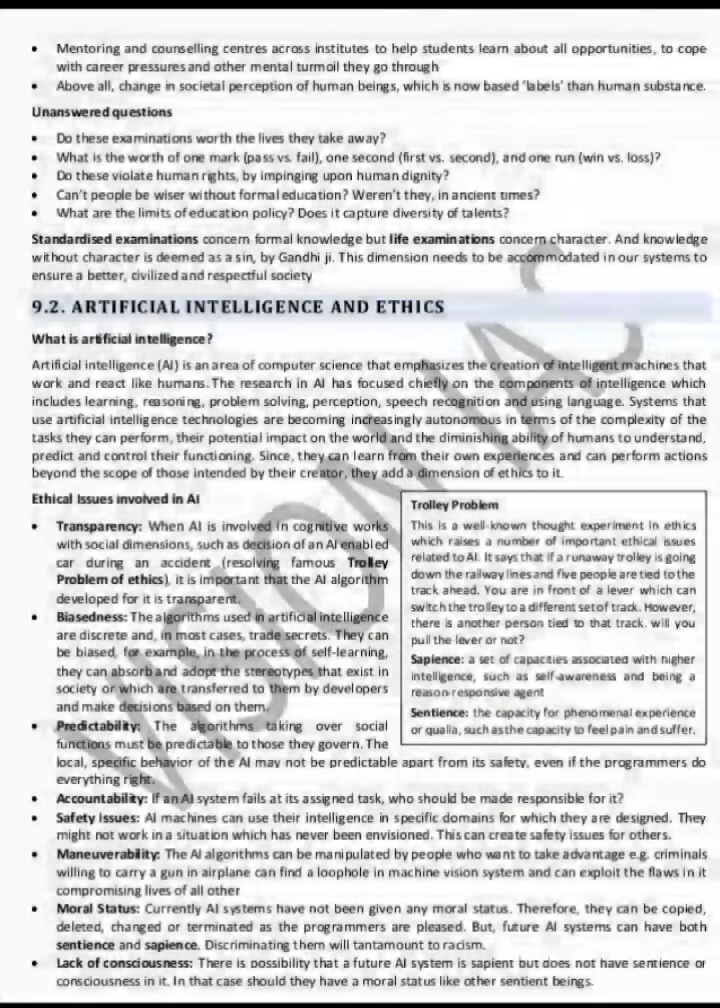 • Mentoring and counselling centres across institutes to help students learn about all opportunities, to cope
with career pressures and other mental turmoil they go through
• Above all, change in societal perception of human beings, which is now based 'labels' than human substance.
Unanswered questions
• Do these examinations worth the lives they take away?
• What is the worth of one mark (pass vs. fail), one second (first vs. second), and one run (win vs. loss)?
• Do these violate human rights, by impinging upon human dignity?
• Can't people be wiser without formal education? Weren't they, in ancient times?
• What are the limits of education policy? Does it capture diversity of talents?
Standardised examinations concern formal knowledge but life examinations concern character. And knowledge
without character is deemed as a sin, by Gandhi ji. This dimension needs to be accommodated in our systems to
ensure a better, civilized and respectful society
9.2. ARTIFICIAL INTELLIGENCE AND ETHICS
What is artificial intelligence?
Artificial intelligence (AI) is an area of computer science that emphasizes the creation of intelligent machines that
work and react like humans. The research in AI has focused chiefly on the components of intelligence which
includes learning, reasoning, problem solving, perception, speech recognition and using language. Systems that
use artificial intelligence technologies are becoming increasingly autonomous in terms of the complexity of the
tasks they can perform, their potential impact on the world and the diminishing ability of humans to understand,
predict and control their functioning. Since, they can learn from their own experiences and can perform actions
beyond the scope of those intended by their creator, they add a dimension of ethics to it.
Ethical Issues involved in AI
• Transparency: When AI is involved in cognitive works
with social dimensions, such as decision of an AI enabled
car during an accident (resolving famous Trolley
Problem of ethics), it is important that the AI algorithm
developed for it is transparent.
• Biasedness: The algorithms used in artificial intelligence
are discrete and, in most cases, trade secrets. They can
be biased, for example, in the process of self-learning,
they can absorb and adopt the stereotypes that exist in
society or which are transferred to them by developers
and make decisions based on them.
• Predictability: The algorithms taking over social
functions must be predictable to those they govern. The
local, specific behavior of the AI may not be predictable apart from its safety, even if the programmers do
everything right.
Trolley Problem
This is a well-known thought experiment in ethics
which raises a number of important ethical issues
related to AI. It says that if a runaway trolley is going
down the railway lines and five people are tied to the
track ahead. You are in front of a lever which can
switch the trolley to a different set of track. However,
there is another person tied to that track. will you
pull the lever or not?
Sapience: a set of capacities associated with higher
intelligence, such as self-awareness and being a
reason-responsive agent
Sentience: the capacity for phenomenal experience
or qualia, such as the capacity to feel pain and suffer.
• Accountability: If an AI system fails at its assigned task, who should be made responsible for it?
• Safety Issues: AI machines can use their intelligence in specific domains for which they are designed. They
might not work in a situation which has never been envisioned. This can create safety issues for others.
• Maneuverability: The AI algorithms can be manipulated by people who want to take advantage e.g. criminals
willing to carry a gun in airplane can find a loophole in machine vision system and can exploit the flaws in it
compromising lives of all other
• Moral Status: Currently AI systems have not been given any moral status. Therefore, they can be copied,
deleted, changed or terminated as the programmers are pleased. But, future AI systems can have both
sentience and sapience. Discriminating them will tantamount to racism.
• Lack of consciousness: There is possibility that a future AI system is sapient but does not have sentience or
consciousness in it. In that case should they have a moral status like other sentient beings.
VISIONIAS